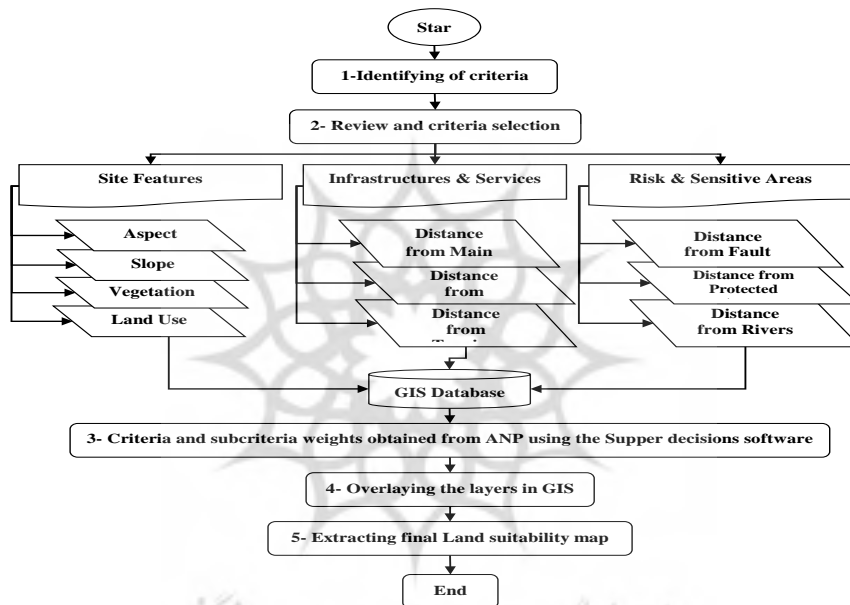 Star
1-Identifying of criteria
2- Review and criteria selection
Site Features
Infrastructures & Services
Risk & Sensitive Areas
Aspect
Slope
Vegetation
Land Use
Distance
from Main
Distance
from
Distance
from
Distance
from Fault
Distance from
Protected
Distance
from Rivers
GIS Database
3- Criteria and subcriteria weights obtained from ANP using the Supper decisions software
4- Overlaying the layers in GIS
5- Extracting final Land suitability map
End